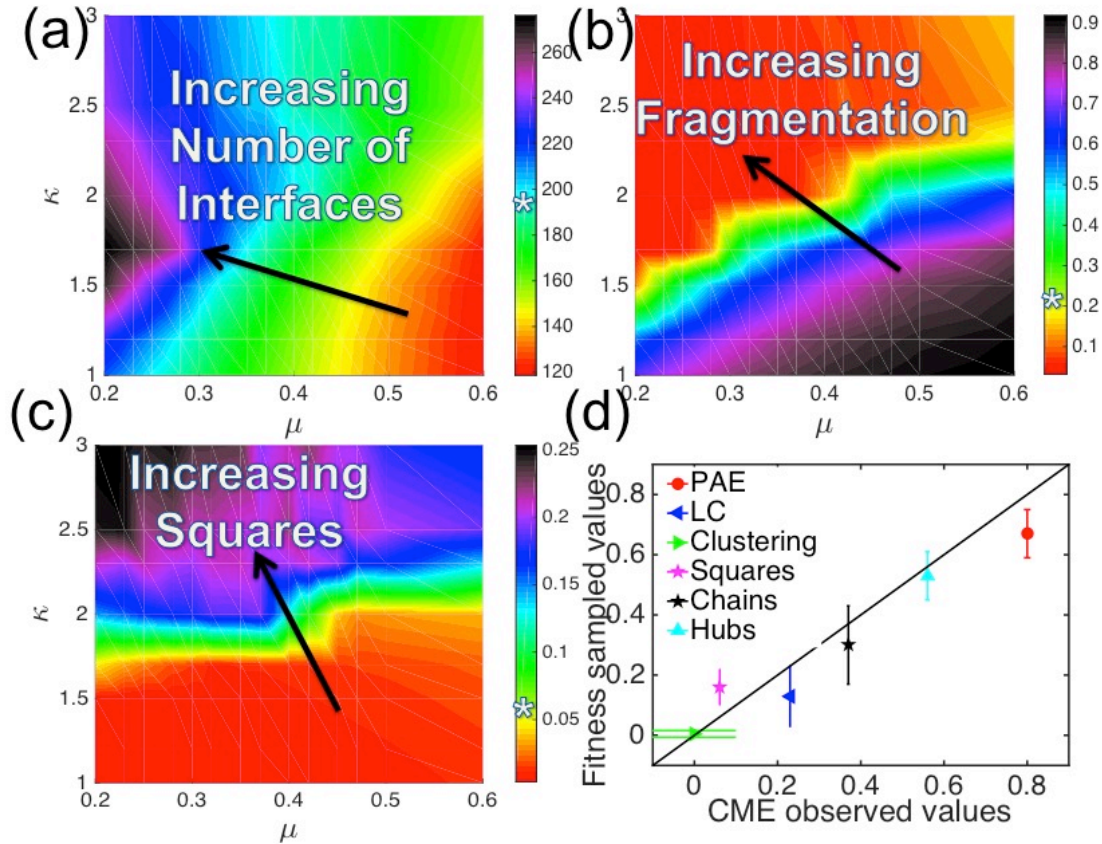 (a)
3
2.5
2
1.5
1
κ
0.2
0.3
0.4
0.5
0.6
μ
Increasing
Number of
Interfaces
260
240
220
200
*
180
160
140
120
(b)
3
2.5
2
1.5
1
κ
0.2
0.3
0.4
0.5
0.6
μ
Increasing
Fragmentation
0.9
0.8
0.7
0.6
0.5
0.4
0.3
0.2
*
0.1
(c)
3
2.5
2
1.5
1
κ
0.2
0.3
0.4
0.5
0.6
μ
Increasing
Squares
0.25
0.2
0.15
0.1
0.05
*
(d)
Fitness sampled values
0.8
0.6
0.4
0.2
0
PAE
LC
Clustering
Squares
Chains
Hubs
0
0.2
0.4
0.6
0.8
CME observed values